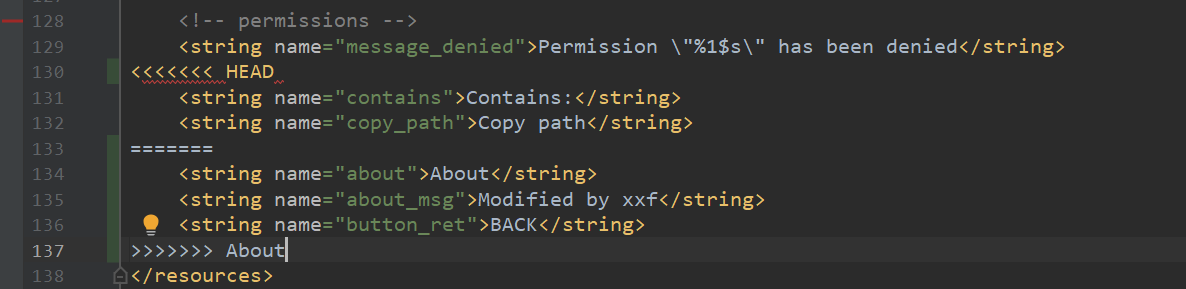 128 <!-- permissions -->
129 <string name="message_denied">Permission \"%1$s\" has been denied</string>
130 <<<<<<< HEAD
131 <string name="contains">Contains:</string>
132 <string name="copy_path">Copy path</string>
133 =======
134 <string name="about">About</string>
135 <string name="about_msg">Modified by xxf</string>
136 <string name="button_ret">BACK</string>
137 >>>>>>> About
138 </resources>